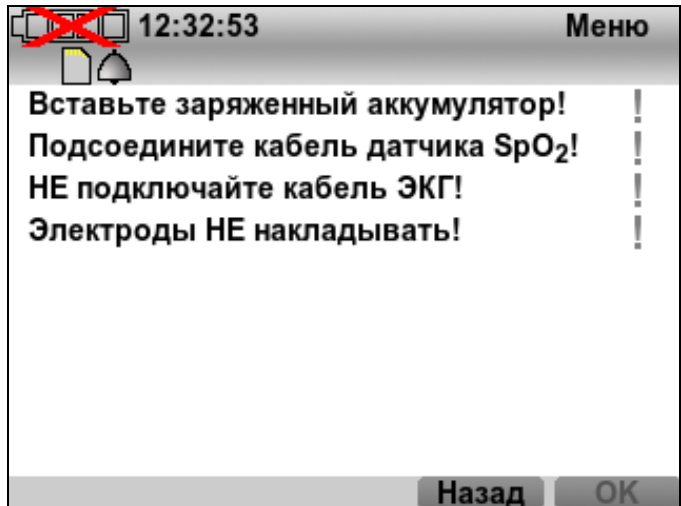 12:32:53 Меню
Вставьте заряженный аккумулятор! !
Подсоедините кабель датчика SpO₂! !
НЕ подключайте кабель ЭКГ! !
Электроды НЕ накладывать! !
Назад OK